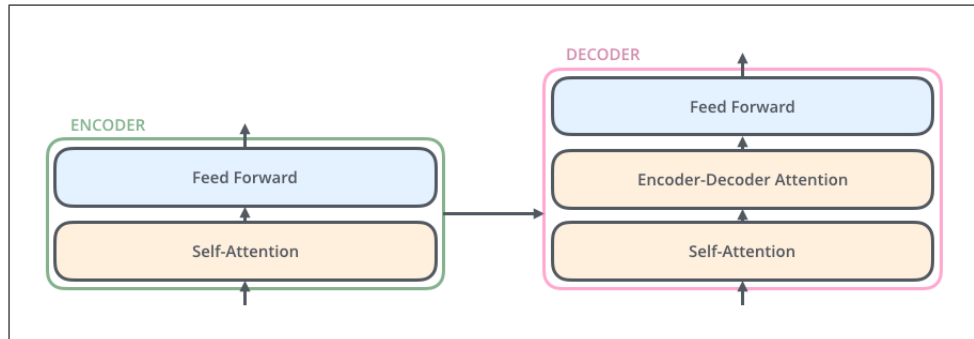 ENCODER
Feed Forward
Self-Attention
DECODER
Feed Forward
Encoder-Decoder Attention
Self-Attention